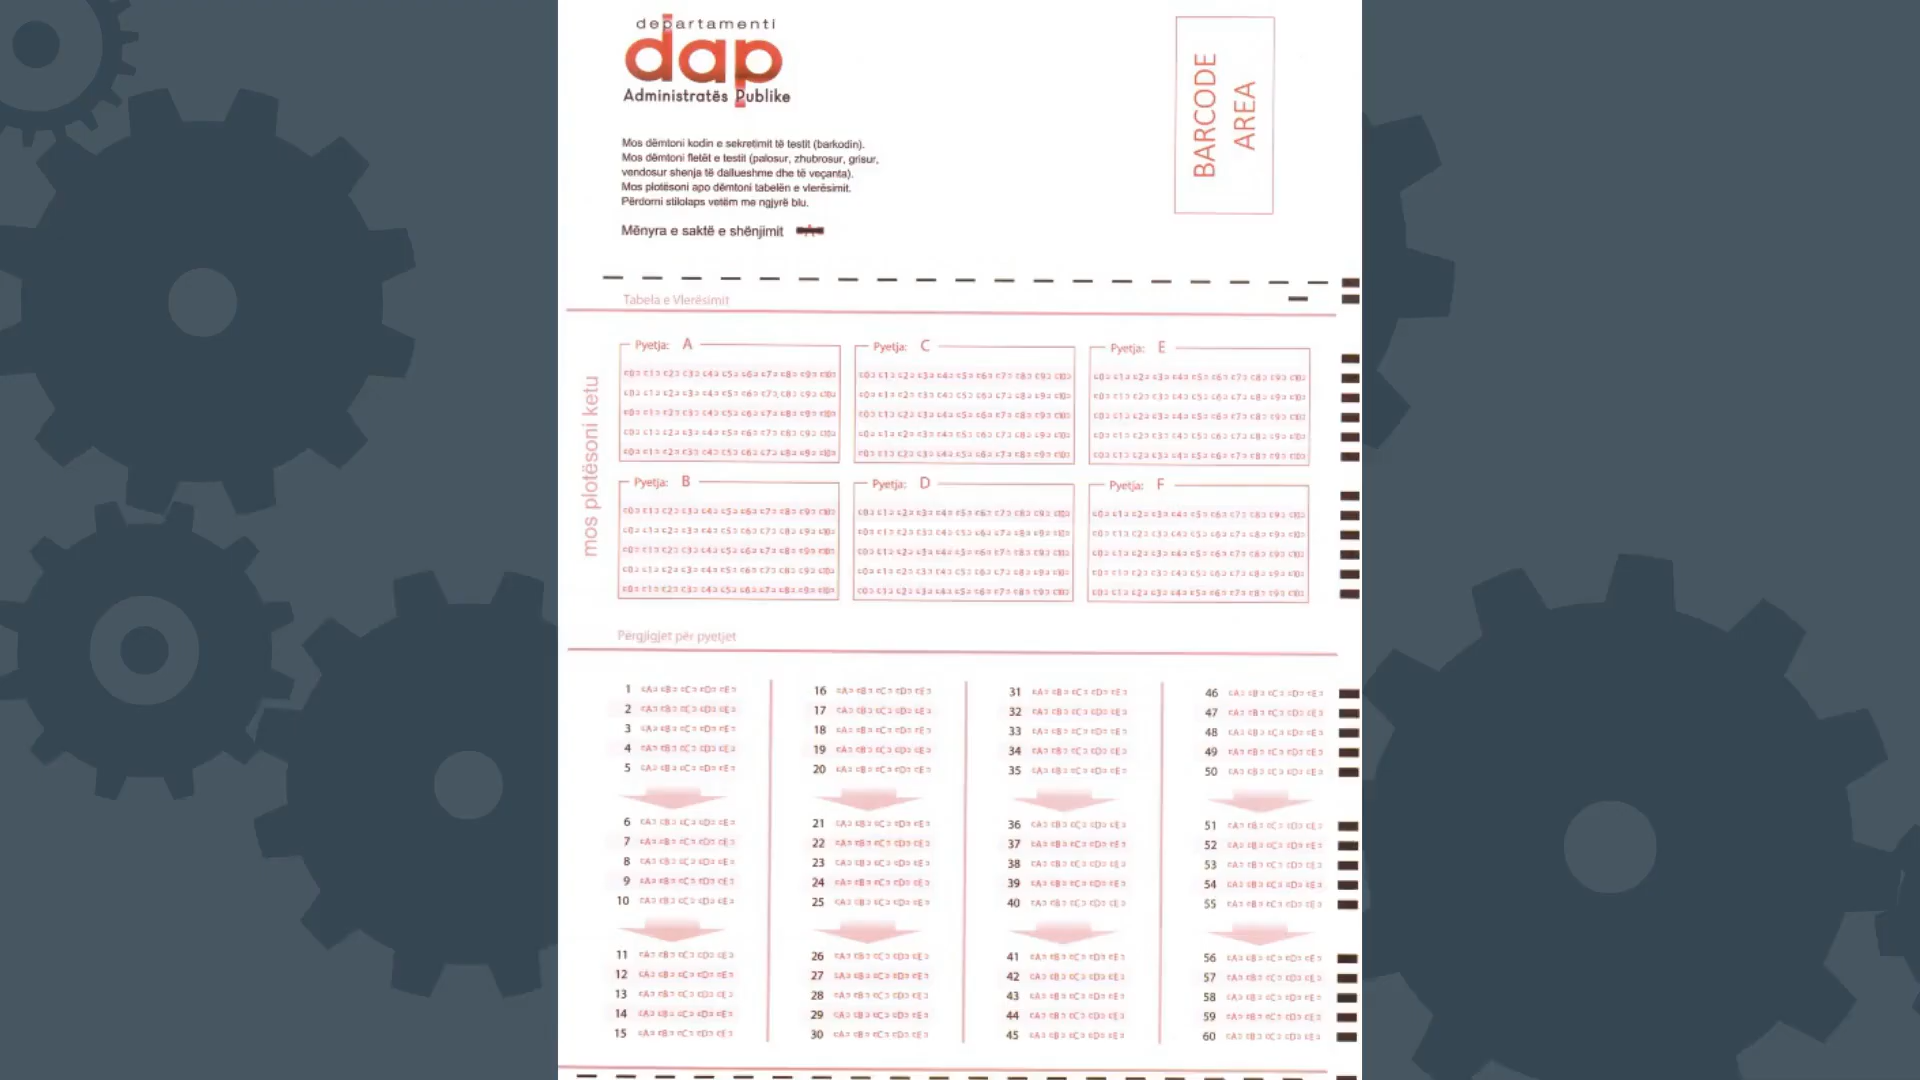 departamenti
dap
Administratës Publike
BARCODE
AREA
Mos dëmtoni kodin e sekretimit të testit (barkodin).
Mos dëmtoni fletët e testit (palosur, zhubrosur, grisur,
vendosur shenja të dallueshme dhe të veçanta).
Mos plotësoni apo dëmtoni tabelën e vlerësimit.
Përdorni stilolaps vetëm me ngjyrë blu.
Mënyra e saktë e shënjimit
Tabela e Vlerësimit
mos plotësoni ketu
Pyetja: A
Pyetja: C
Pyetja: E
Pyetja: B
Pyetja: D
Pyetja: F
Përgjigjet për pyetjet
1 A B C D E 16 A B C D E 31 A B C D E 46 A B C D E
2 A B C D E 17 A B C D E 32 A B C D E 47 A B C D E
3 A B C D E 18 A B C D E 33 A B C D E 48 A B C D E
4 A B C D E 19 A B C D E 34 A B C D E 49 A B C D E
5 A B C D E 20 A B C D E 35 A B C D E 50 A B C D E
6 A B C D E 21 A B C D E 36 A B C D E 51 A B C D E
7 A B C D E 22 A B C D E 37 A B C D E 52 A B C D E
8 A B C D E 23 A B C D E 38 A B C D E 53 A B C D E
9 A B C D E 24 A B C D E 39 A B C D E 54 A B C D E
10 A B C D E 25 A B C D E 40 A B C D E 55 A B C D E
11 A B C D E 26 A B C D E 41 A B C D E 56 A B C D E
12 A B C D E 27 A B C D E 42 A B C D E 57 A B C D E
13 A B C D E 28 A B C D E 43 A B C D E 58 A B C D E
14 A B C D E 29 A B C D E 44 A B C D E 59 A B C D E
15 A B C D E 30 A B C D E 45 A B C D E 60 A B C D E